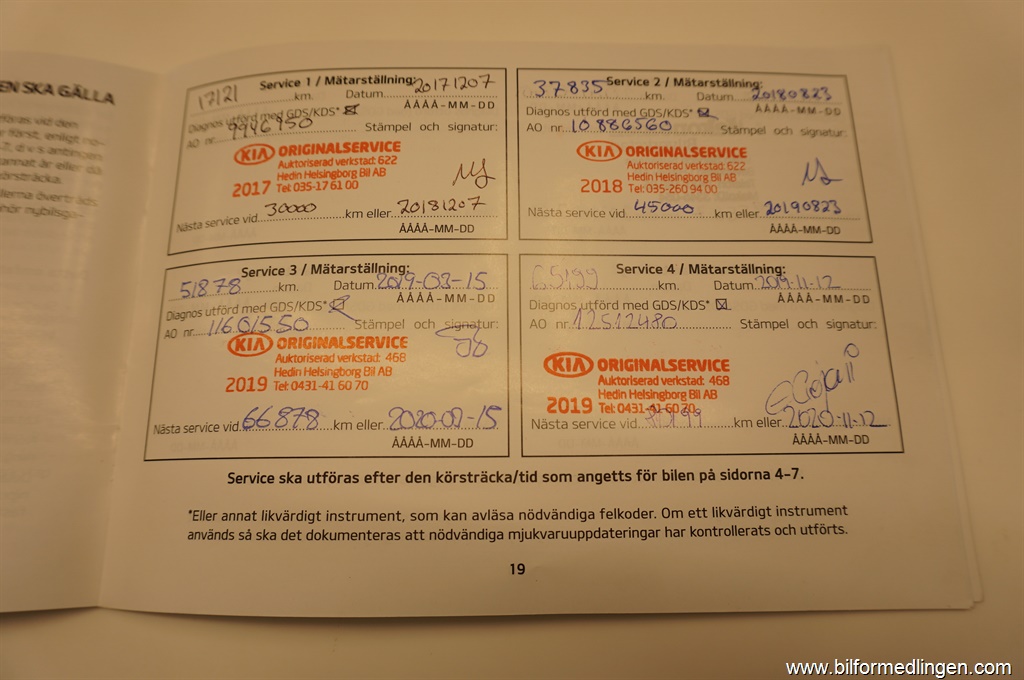 EN SKA GÄLLA
Service 1 / Mätarställning:
17121 km. Datum 20171207
ÅÅÅÅ-MM-DD
Diagnos utförd med GDS/KDS* ☒
AO nr. 9946750 Stämpel och signatur:
KIA ORIGINALSERVICE
Auktoriserad verkstad: 622
Hedin Helsingborg Bil AB
2017 Tel: 035-17 61 00
Nästa service vid 30000 km eller 20181207
ÅÅÅÅ-MM-DD
Service 2 / Mätarställning:
37835 km. Datum 20180823
ÅÅÅÅ-MM-DD
Diagnos utförd med GDS/KDS* ☒
AO nr. 10886560 Stämpel och signatur:
KIA ORIGINALSERVICE
Auktoriserad verkstad: 622
Hedin Helsingborg Bil AB
2018 Tel: 035-260 94 00
Nästa service vid 45000 km eller 20190823
ÅÅÅÅ-MM-DD
Service 3 / Mätarställning:
51878 km. Datum 2019-03-15
ÅÅÅÅ-MM-DD
Diagnos utförd med GDS/KDS* ☒
AO nr. 11601550 Stämpel och signatur:
KIA ORIGINALSERVICE
Auktoriserad verkstad: 468
Hedin Helsingborg Bil AB
2019 Tel: 0431-41 60 70
Nästa service vid 66878 km eller
ÅÅÅÅ-MM-DD
Service 4 / Mätarställning:
65199 km. Datum 2019-11-12
ÅÅÅÅ-MM-DD
Diagnos utförd med GDS/KDS* ☒
AO nr. 12512480 Stämpel och signatur:
KIA ORIGINALSERVICE
Auktoriserad verkstad: 468
Hedin Helsingborg Bil AB
2019 Tel: 0431-41 60 70
Nästa service vid km eller 2020-11-12
ÅÅÅÅ-MM-DD
Service ska utföras efter den körsträcka/tid som angetts för bilen på sidorna 4-7.
*Eller annat likvärdigt instrument, som kan avläsa nödvändiga felkoder. Om ett likvärdigt instrument
används så ska det dokumenteras att nödvändiga mjukvaruuppdateringar har kontrollerats och utförts.
19
www.bilformedlingen.com